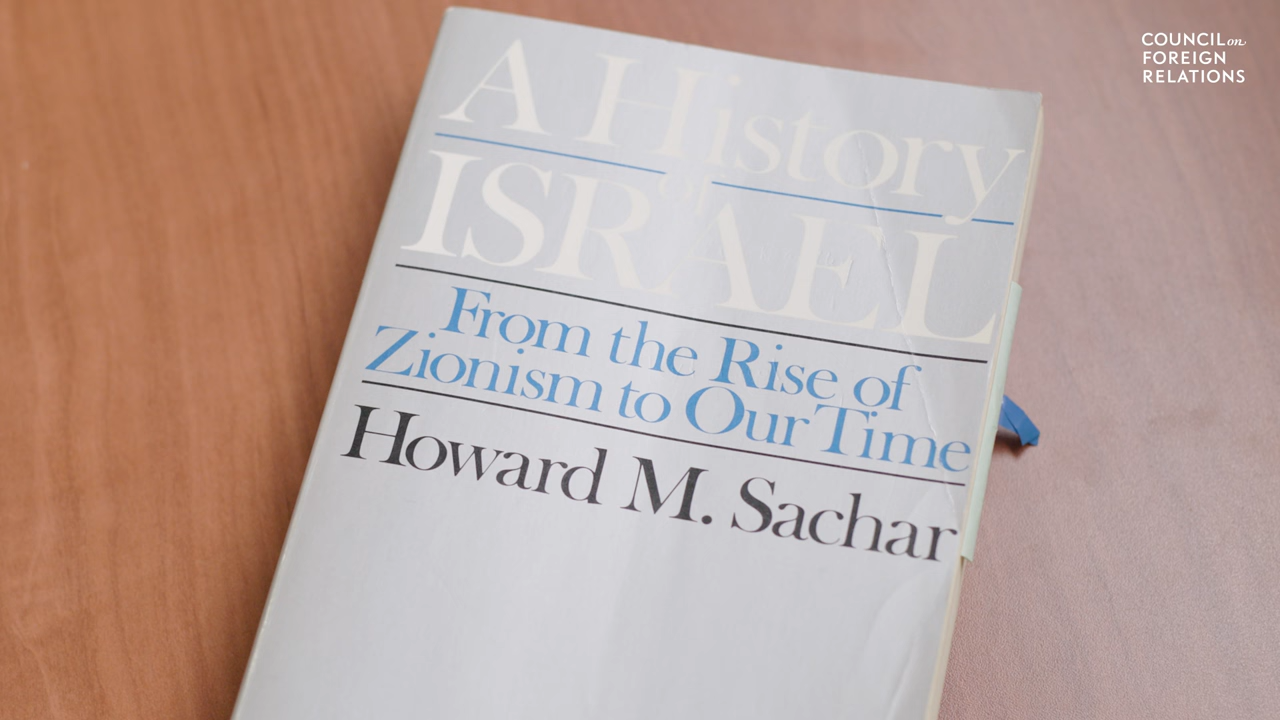 A History
of
ISRAEL
From the Rise of
Zionism to Our Time
Howard M. Sachar
COUNCIL on
FOREIGN
RELATIONS